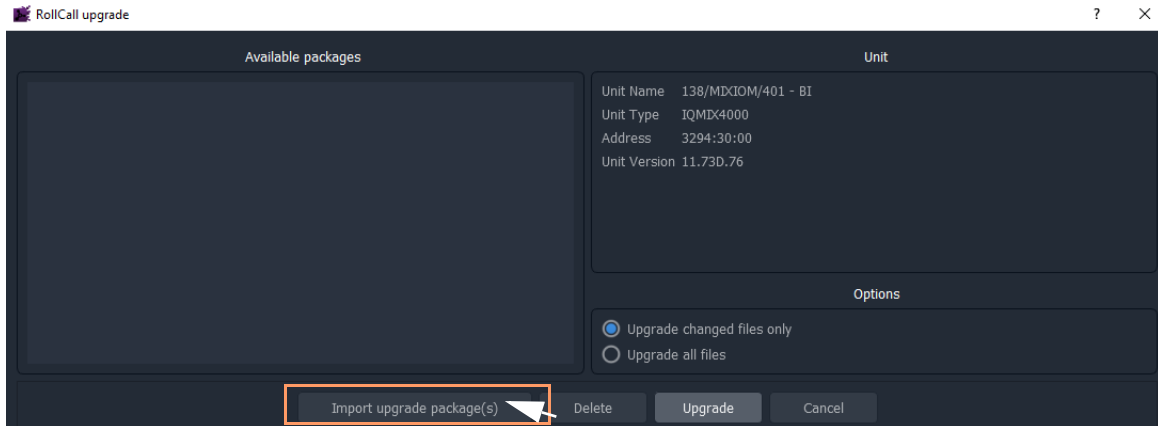 RollCall upgrade
?
Available packages
Unit
Unit Name 138/MIXIOM/401 - BI
Unit Type IQMIX4000
Address 3294:30:00
Unit Version 11.73D.76
Options
Upgrade changed files only
Upgrade all files
Import upgrade package(s) Delete Upgrade Cancel